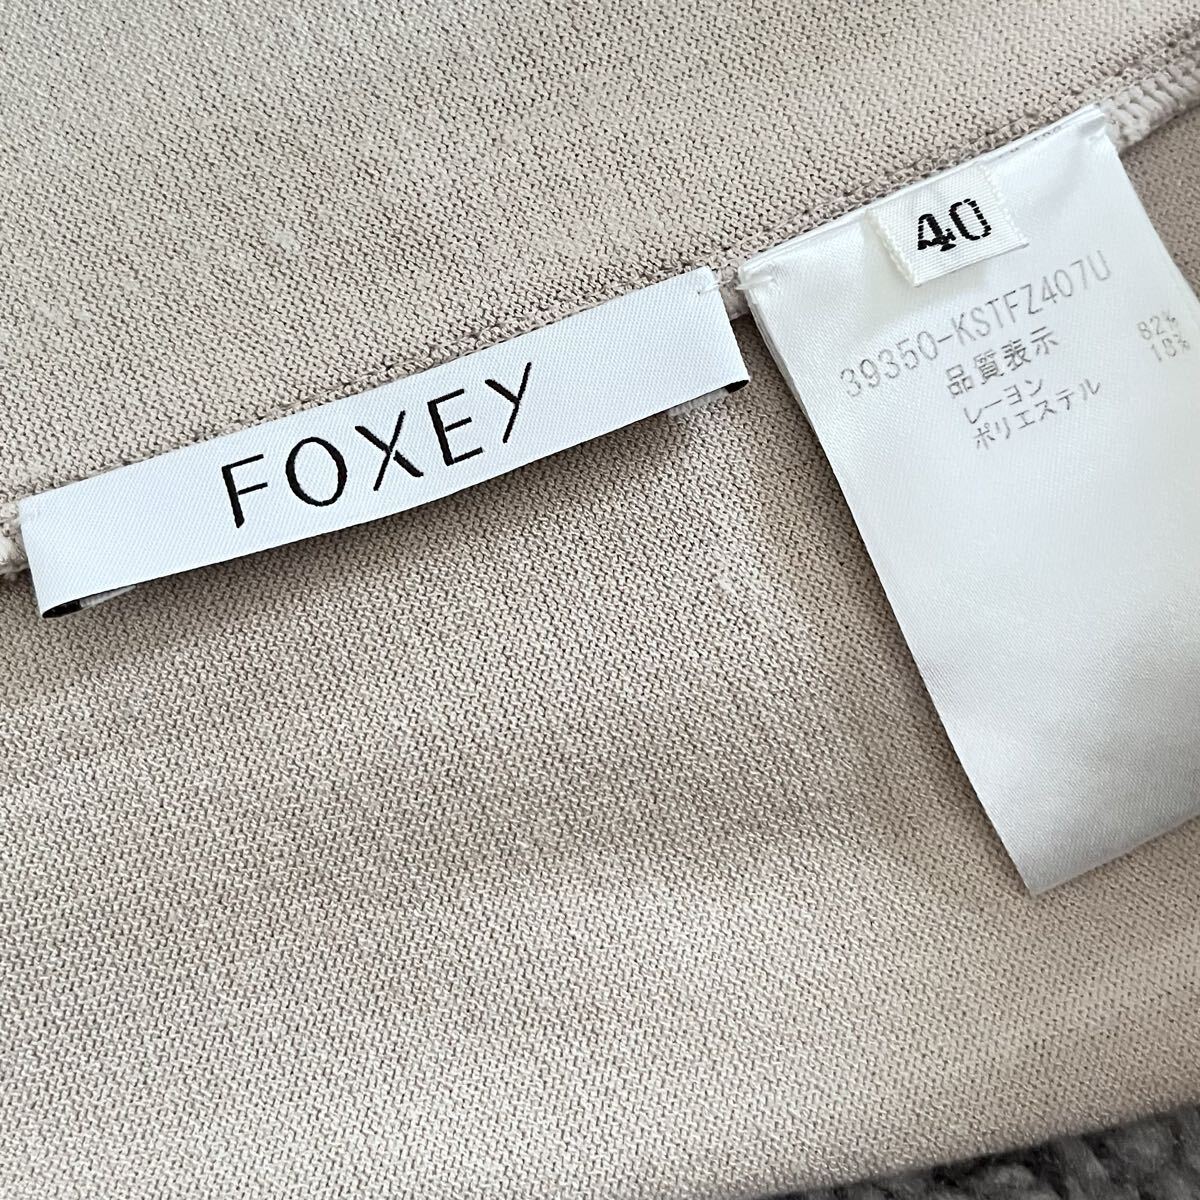 FOXEY
40
39350-KSTFZ407U
品質表示
レーヨン 82%
ポリエステル 18%